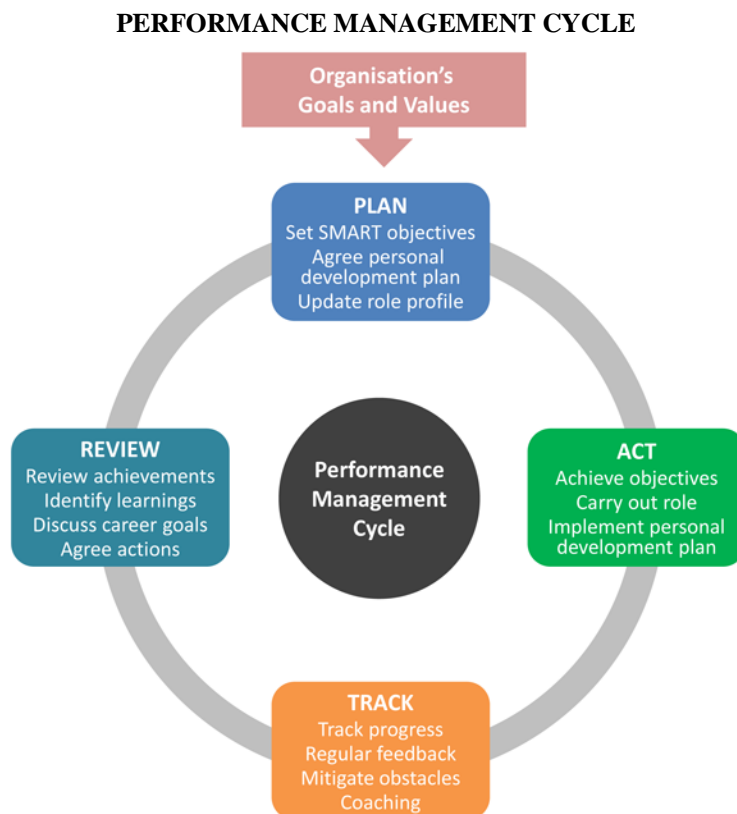 PERFORMANCE MANAGEMENT CYCLE
Organisation's
Goals and Values
PLAN
Set SMART objectives
Agree personal
development plan
Update role profile
REVIEW
Review achievements
Identify learnings
Discuss career goals
Agree actions
Performance
Management
Cycle
ACT
Achieve objectives
Carry out role
Implement personal
development plan
TRACK
Track progress
Regular feedback
Mitigate obstacles
Coaching